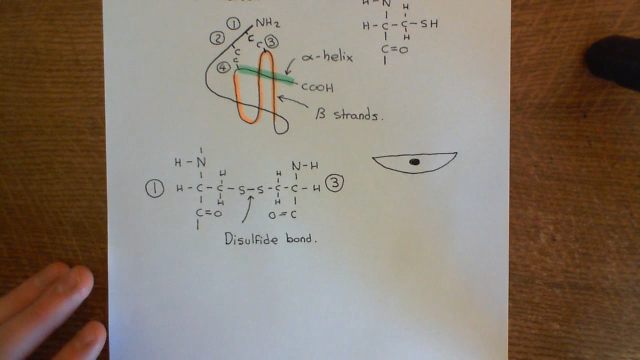 ① NH₂
②
C C ③
C
④ C
α-helix
COOH
β strands.
H-N H
H-C-C-SH
H
C=O
H-N H
① H-C-C-S-S-C-C-H ③
H N-H
H H
C=O O=C
Disulfide bond.